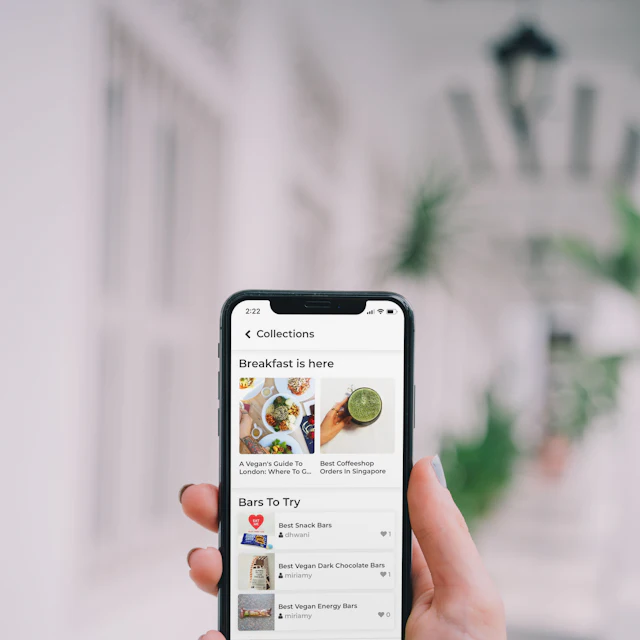 2:22
Collections
Breakfast is here
A Vegan's Guide To
London: Where To G...
Best Coffeeshop
Orders In Singapore
Bars To Try
EAT
ME
Best Snack Bars
dhwani
1
Best Vegan Dark Chocolate Bars
miriamy
1
Best Vegan Energy Bars
miriamy
0